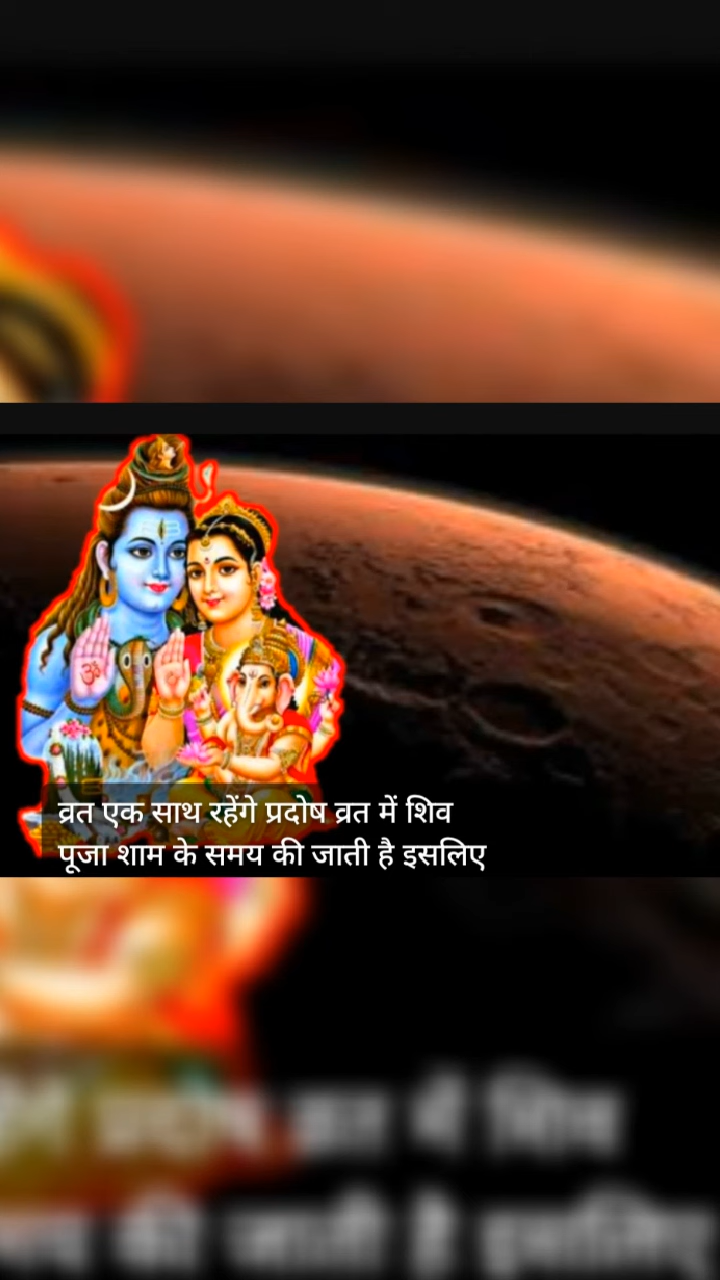 व्रत एक साथ रहेंगे प्रदोष व्रत में शिव
पूजा शाम के समय की जाती है इसलिए